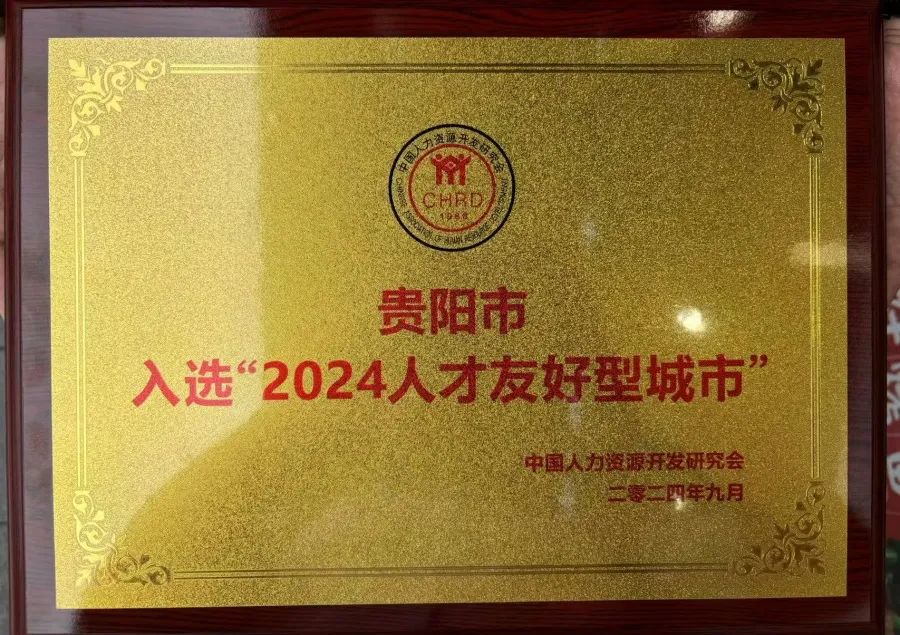 中国人力资源开发研究会
CHRD
1988
贵阳市
入选“2024人才友好型城市”
中国人力资源开发研究会
二零二四年九月